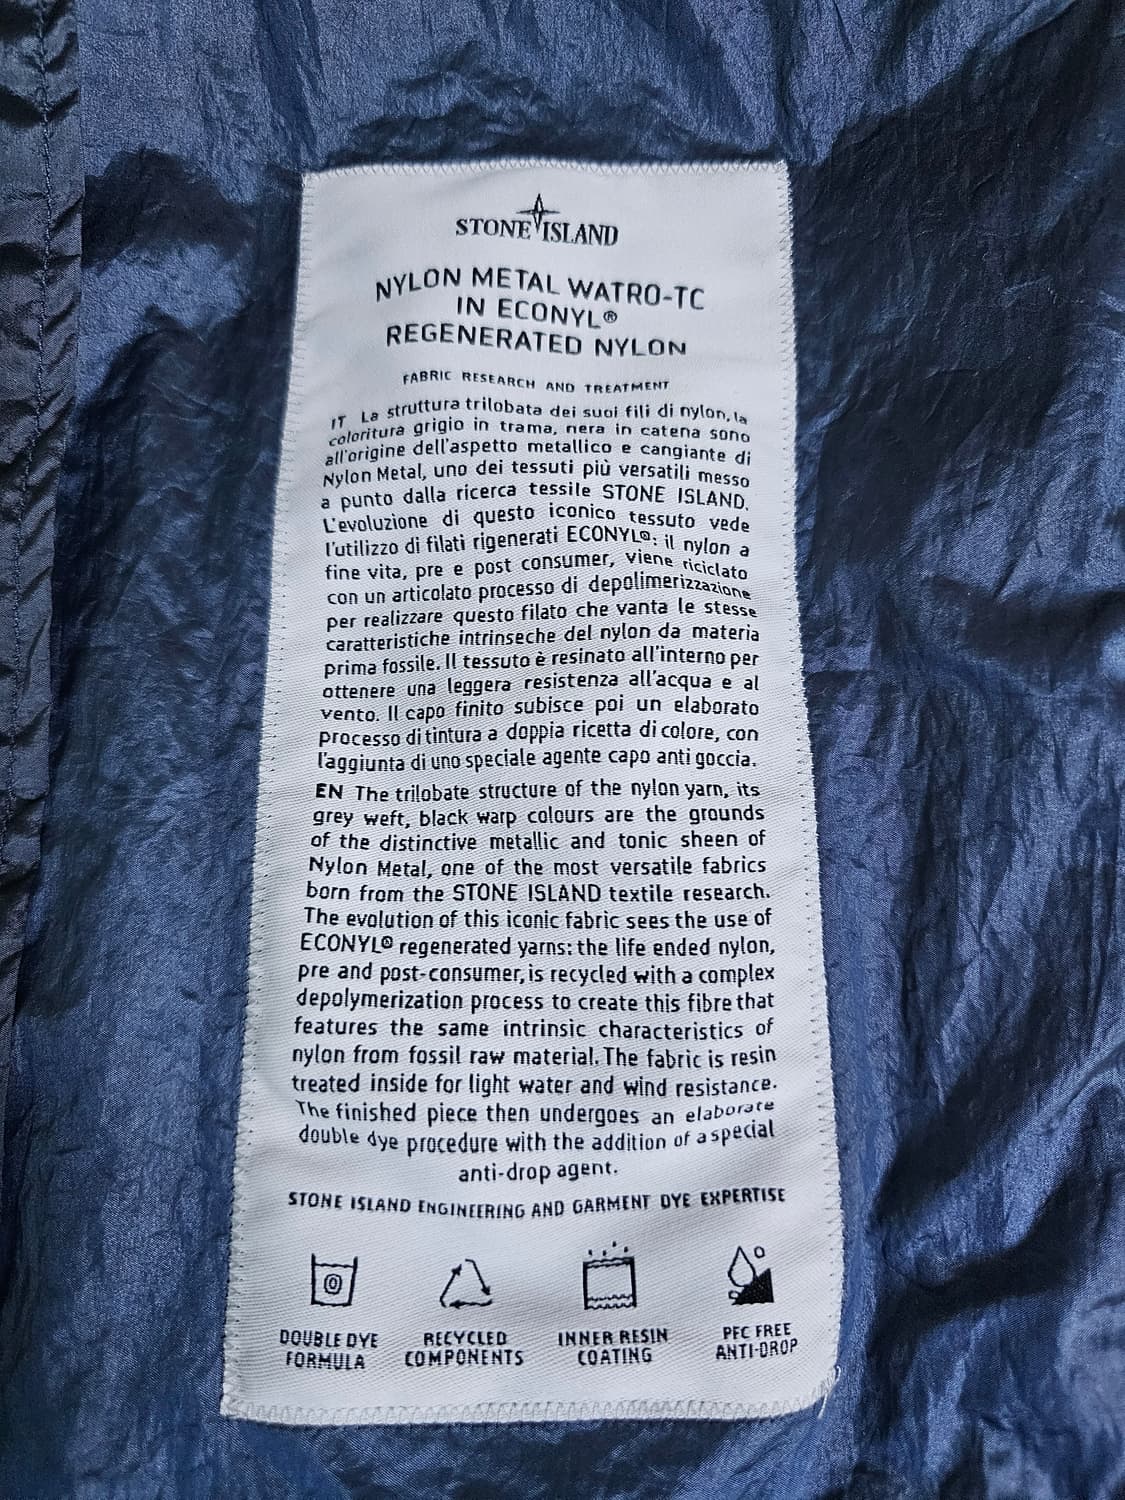 STONE ISLAND
NYLON METAL WATRO-TC
IN ECONYL®
REGENERATED NYLON
FABRIC RESEARCH AND TREATMENT
IT La struttura trilobata dei suoi fili di nylon, la
coloritura grigio in trama, nera in catena sono
all'origine dell'aspetto metallico e cangiante di
Nylon Metal, uno dei tessuti più versatili messo
a punto dalla ricerca tessile STONE ISLAND.
L'evoluzione di questo iconico tessuto vede
l'utilizzo di filati rigenerati ECONYL®: il nylon a
fine vita, pre e post consumer, viene riciclato
con un articolato processo di depolimerizzazione
per realizzare questo filato che vanta le stesse
caratteristiche intrinseche del nylon da materia
prima fossile. Il tessuto è resinato all'interno per
ottenere una leggera resistenza all'acqua e al
vento. Il capo finito subisce poi un elaborato
processo di tintura a doppia ricetta di colore, con
l'aggiunta di uno speciale agente capo anti goccia.
EN The trilobate structure of the nylon yarn, its
grey weft, black warp colours are the grounds
of the distinctive metallic and tonic sheen of
Nylon Metal, one of the most versatile fabrics
born from the STONE ISLAND textile research.
The evolution of this iconic fabric sees the use of
ECONYL® regenerated yarns: the life ended nylon,
pre and post-consumer, is recycled with a complex
depolymerization process to create this fibre that
features the same intrinsic characteristics of
nylon from fossil raw material. The fabric is resin
treated inside for light water and wind resistance.
The finished piece then undergoes an elaborate
double dye procedure with the addition of a special
anti-drop agent.
STONE ISLAND ENGINEERING AND GARMENT DYE EXPERTISE
DOUBLE DYE
FORMULA
RECYCLED
COMPONENTS
INNER RESIN
COATING
PFC FREE
ANTI-DROP